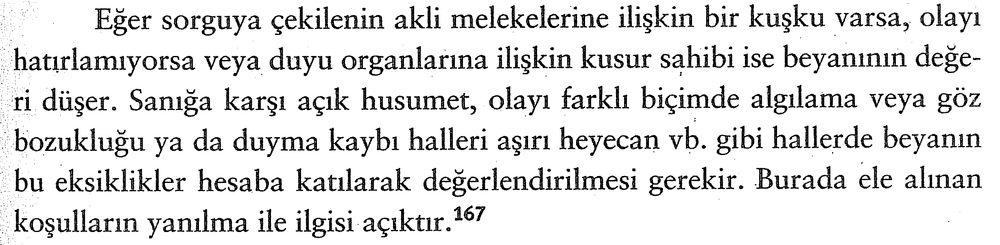 Eğer sorguya çekilenin akli melekelerine ilişkin bir kuşku varsa, olayı
hatırlamıyorsa veya duyu organlarına ilişkin kusur sahibi ise beyanının değe-
ri düşer. Sanığa karşı açık husumet, olayı farklı biçimde algılama veya göz
bozukluğu ya da duyma kaybı halleri aşırı heyecan vb. gibi hallerde beyanın
bu eksiklikler hesaba katılarak değerlendirilmesi gerekir. Burada ele alınan
koşulların yanılma ile ilgisi açıktır.167